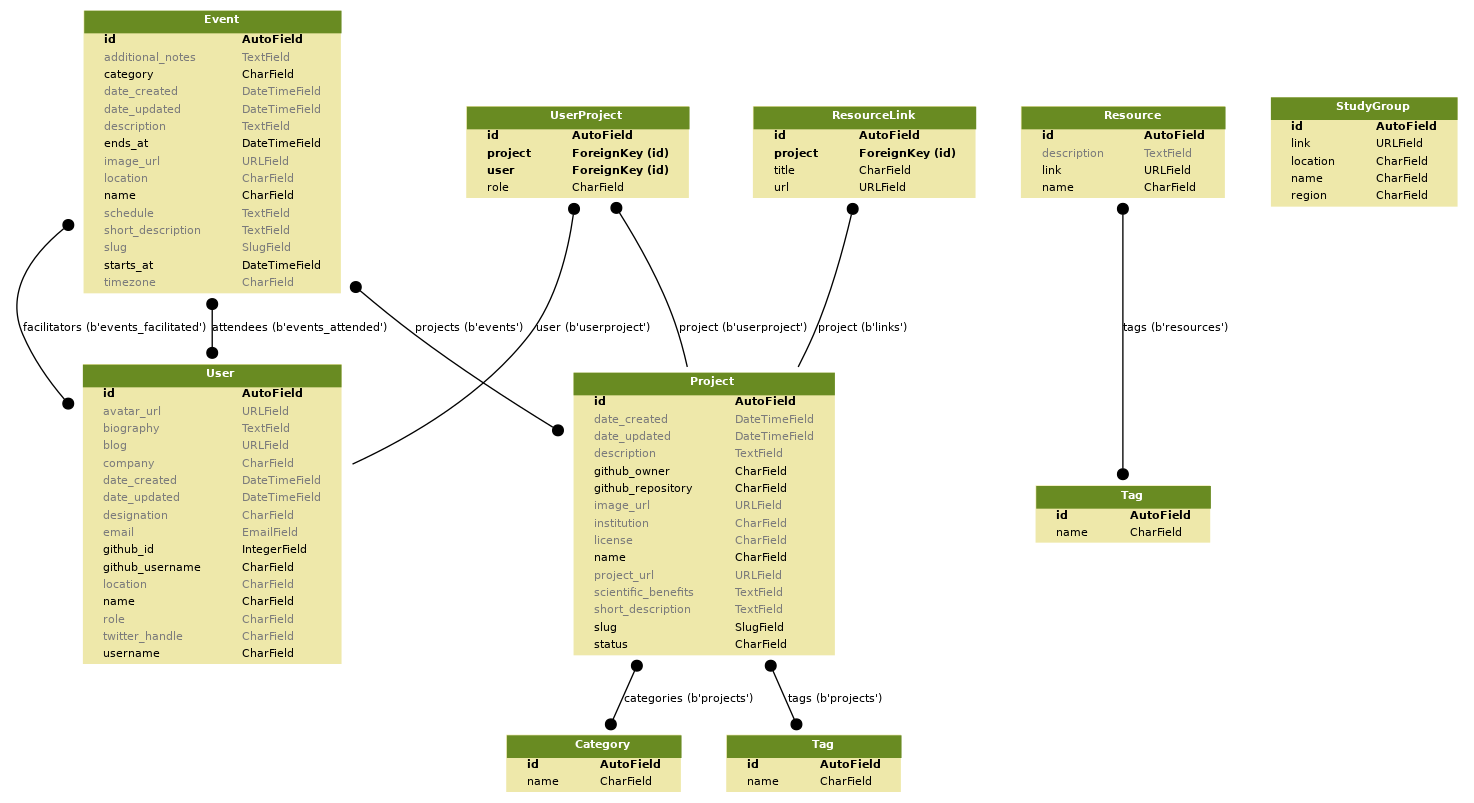 Event
id AutoField
additional_notes TextField
category CharField
date_created DateTimeField
date_updated DateTimeField
description TextField
ends_at DateTimeField
image_url URLField
location CharField
name CharField
schedule TextField
short_description TextField
slug SlugField
starts_at DateTimeField
timezone CharField
UserProject
id AutoField
project ForeignKey (id)
user ForeignKey (id)
role CharField
ResourceLink
id AutoField
project ForeignKey (id)
title CharField
url URLField
Resource
id AutoField
description TextField
link URLField
name CharField
StudyGroup
id AutoField
link URLField
location CharField
name CharField
region CharField
facilitators (b'events_facilitated')
attendees (b'events_attended')
projects (b'events')
user (b'userproject')
project (b'userproject')
project (b'links')
tags (b'resources')
User
id AutoField
avatar_url URLField
biography TextField
blog URLField
company CharField
date_created DateTimeField
date_updated DateTimeField
designation CharField
email EmailField
github_id IntegerField
github_username CharField
location CharField
name CharField
role CharField
twitter_handle CharField
username CharField
Project
id AutoField
date_created DateTimeField
date_updated DateTimeField
description TextField
github_owner CharField
github_repository CharField
image_url URLField
institution CharField
license CharField
name CharField
project_url URLField
scientific_benefits TextField
short_description TextField
slug SlugField
status CharField
Tag
id AutoField
name CharField
categories (b'projects')
tags (b'projects')
Category
id AutoField
name CharField
Tag
id AutoField
name CharField